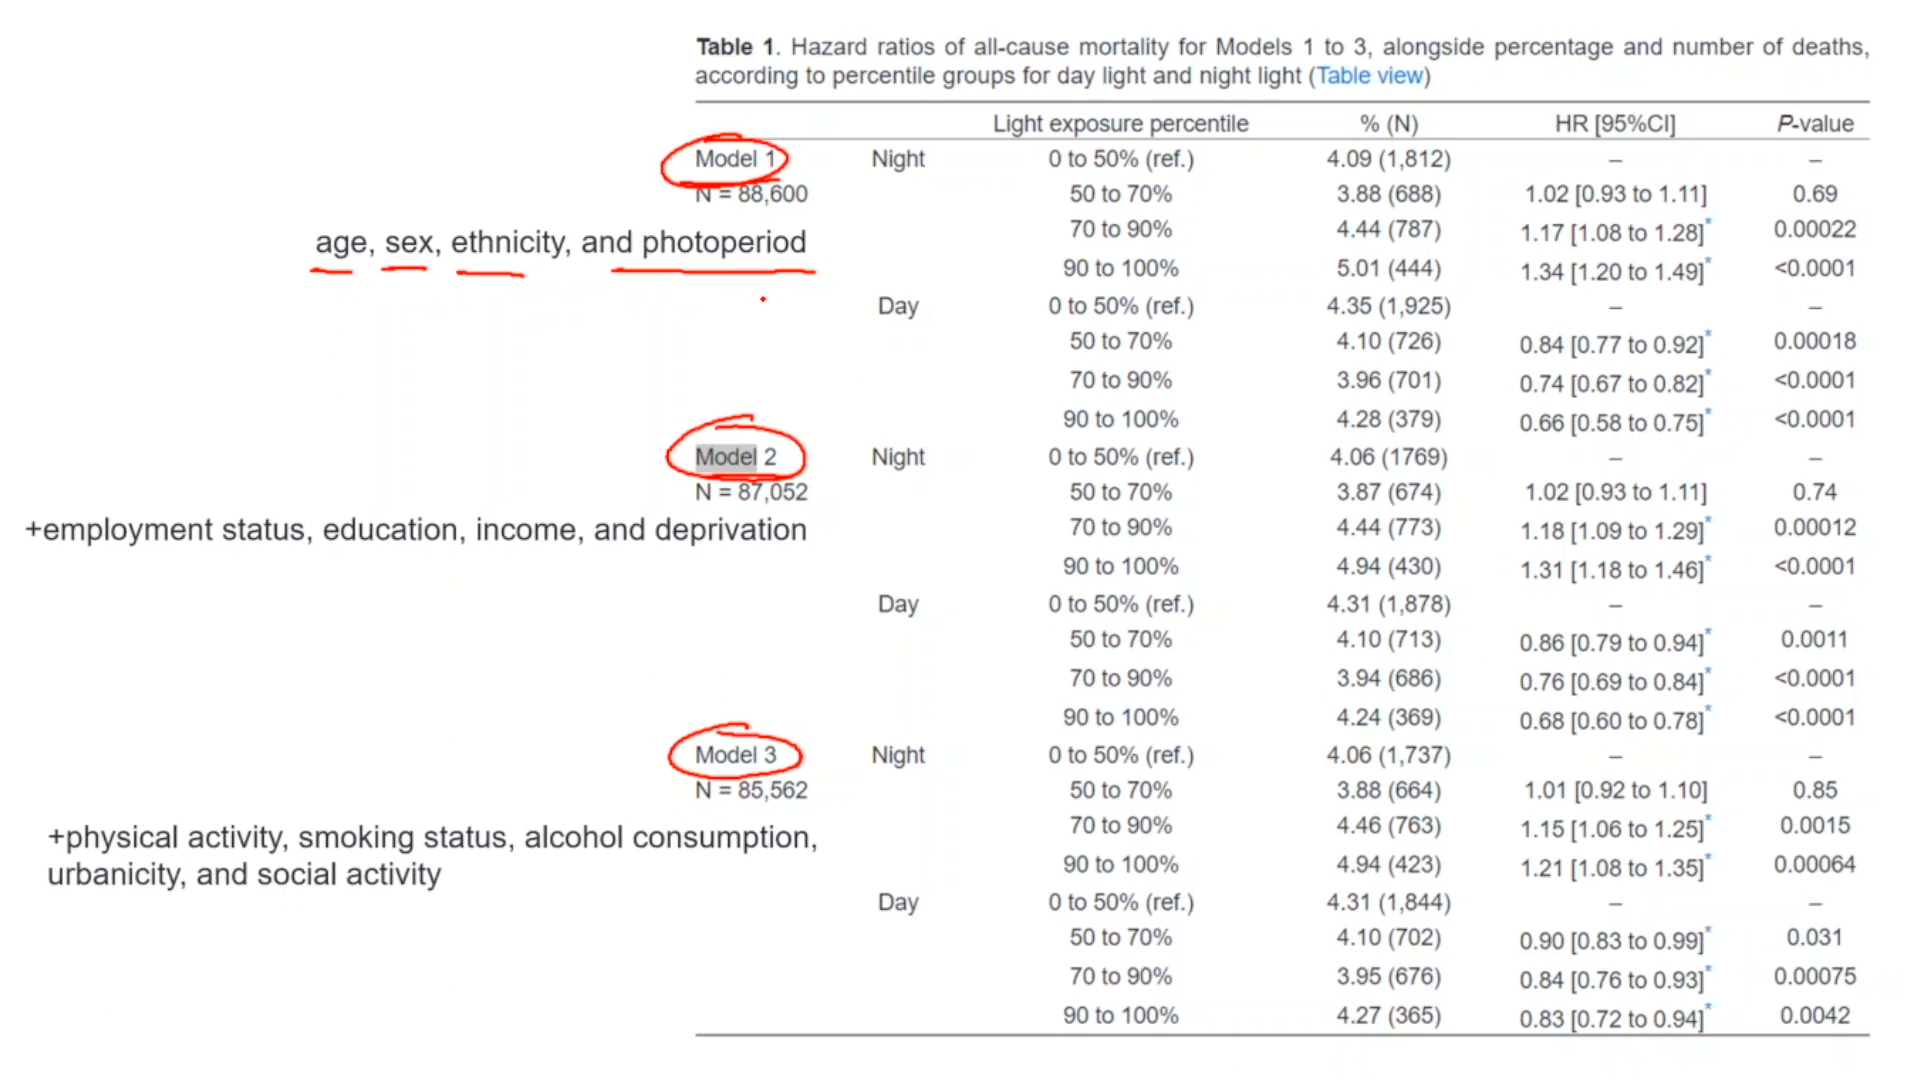 Table 1. Hazard ratios of all-cause mortality for Models 1 to 3, alongside percentage and number of deaths,
according to percentile groups for day light and night light (Table view)
Light exposure percentile % (N) HR [95%CI] P-value
Model 1 Night 0 to 50% (ref.) 4.09 (1,812) – –
N = 88,600 50 to 70% 3.88 (688) 1.02 [0.93 to 1.11] 0.69
70 to 90% 4.44 (787) 1.17 [1.08 to 1.28]* 0.00022
age, sex, ethnicity, and photoperiod
90 to 100% 5.01 (444) 1.34 [1.20 to 1.49]* <0.0001
Day 0 to 50% (ref.) 4.35 (1,925) – –
50 to 70% 4.10 (726) 0.84 [0.77 to 0.92]* 0.00018
70 to 90% 3.96 (701) 0.74 [0.67 to 0.82]* <0.0001
90 to 100% 4.28 (379) 0.66 [0.58 to 0.75]* <0.0001
Model 2 Night 0 to 50% (ref.) 4.06 (1769) – –
N = 87,052 50 to 70% 3.87 (674) 1.02 [0.93 to 1.11] 0.74
70 to 90% 4.44 (773) 1.18 [1.09 to 1.29]* 0.00012
+employment status, education, income, and deprivation
90 to 100% 4.94 (430) 1.31 [1.18 to 1.46]* <0.0001
Day 0 to 50% (ref.) 4.31 (1,878) – –
50 to 70% 4.10 (713) 0.86 [0.79 to 0.94]* 0.0011
70 to 90% 3.94 (686) 0.76 [0.69 to 0.84]* <0.0001
90 to 100% 4.24 (369) 0.68 [0.60 to 0.78]* <0.0001
Model 3 Night 0 to 50% (ref.) 4.06 (1,737) – –
N = 85,562 50 to 70% 3.88 (664) 1.01 [0.92 to 1.10] 0.85
70 to 90% 4.46 (763) 1.15 [1.06 to 1.25]* 0.0015
+physical activity, smoking status, alcohol consumption,
urbanicity, and social activity
90 to 100% 4.94 (423) 1.21 [1.08 to 1.35]* 0.00064
Day 0 to 50% (ref.) 4.31 (1,844) – –
50 to 70% 4.10 (702) 0.90 [0.83 to 0.99]* 0.031
70 to 90% 3.95 (676) 0.84 [0.76 to 0.93]* 0.00075
90 to 100% 4.27 (365) 0.83 [0.72 to 0.94]* 0.0042